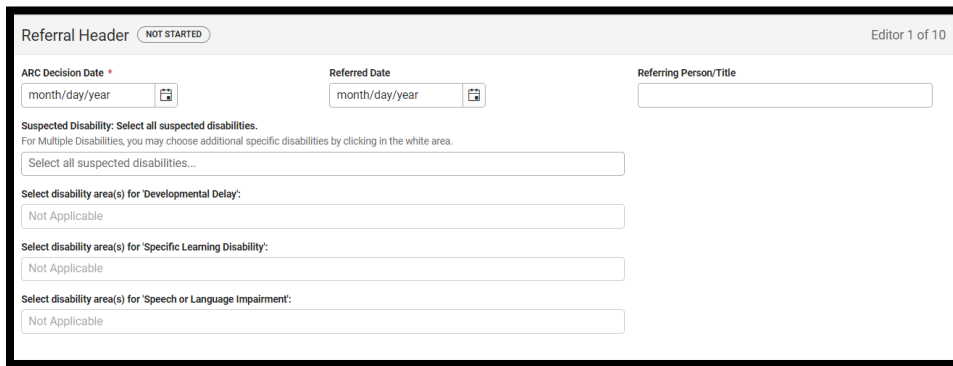 Referral Header NOT STARTED Editor 1 of 10
ARC Decision Date * Referred Date Referring Person/Title
month/day/year month/day/year
Suspected Disability: Select all suspected disabilities.
For Multiple Disabilities, you may choose additional specific disabilities by clicking in the white area.
Select all suspected disabilities...
Select disability area(s) for 'Developmental Delay':
Not Applicable
Select disability area(s) for 'Specific Learning Disability':
Not Applicable
Select disability area(s) for 'Speech or Language Impairment':
Not Applicable